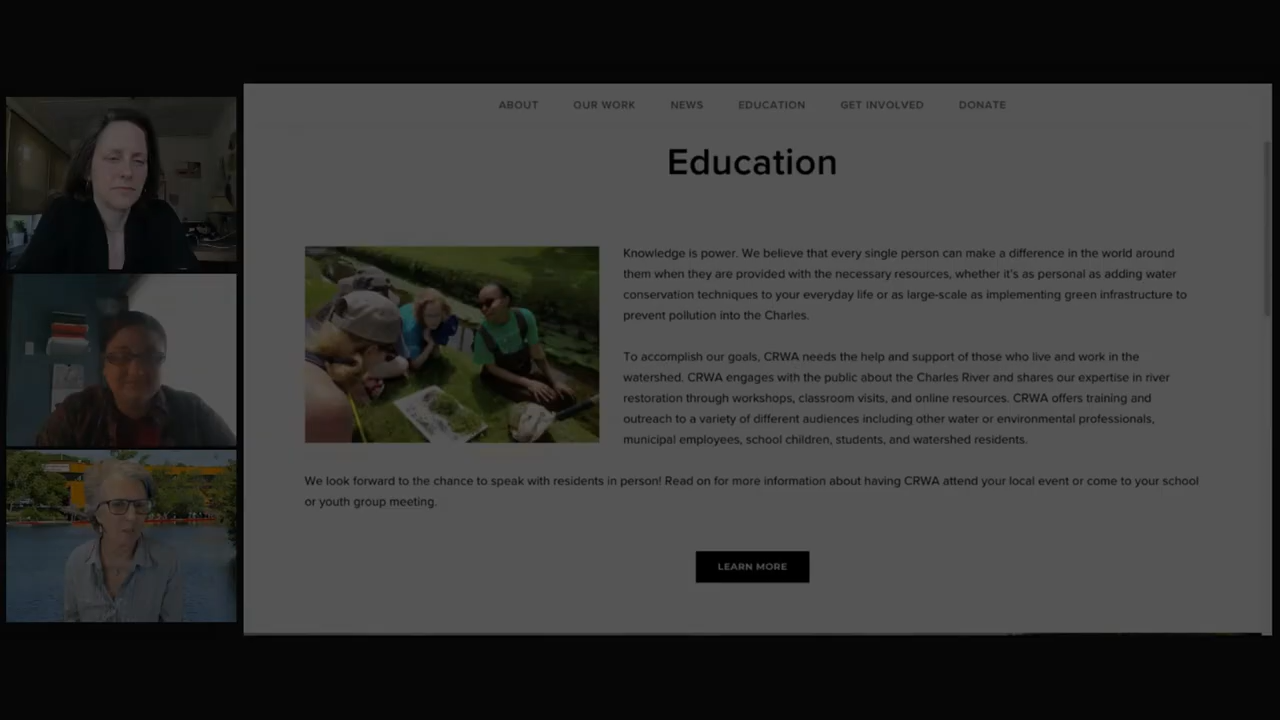 ABOUT OUR WORK NEWS EDUCATION GET INVOLVED DONATE
Education
Knowledge is power. We believe that every single person can make a difference in the world around
them when they are provided with the necessary resources, whether it's as personal as adding water
conservation techniques to your everyday life or as large-scale as implementing green infrastructure to
prevent pollution into the Charles.
To accomplish our goals, CRWA needs the help and support of those who live and work in the
watershed. CRWA engages with the public about the Charles River and shares our expertise in river
restoration through workshops, classroom visits, and online resources. CRWA offers training and
outreach to a variety of different audiences including other water or environmental professionals,
municipal employees, school children, students, and watershed residents.
We look forward to the chance to speak with residents in person! Read on for more information about having CRWA attend your local event or come to your school
or youth group meeting.
LEARN MORE